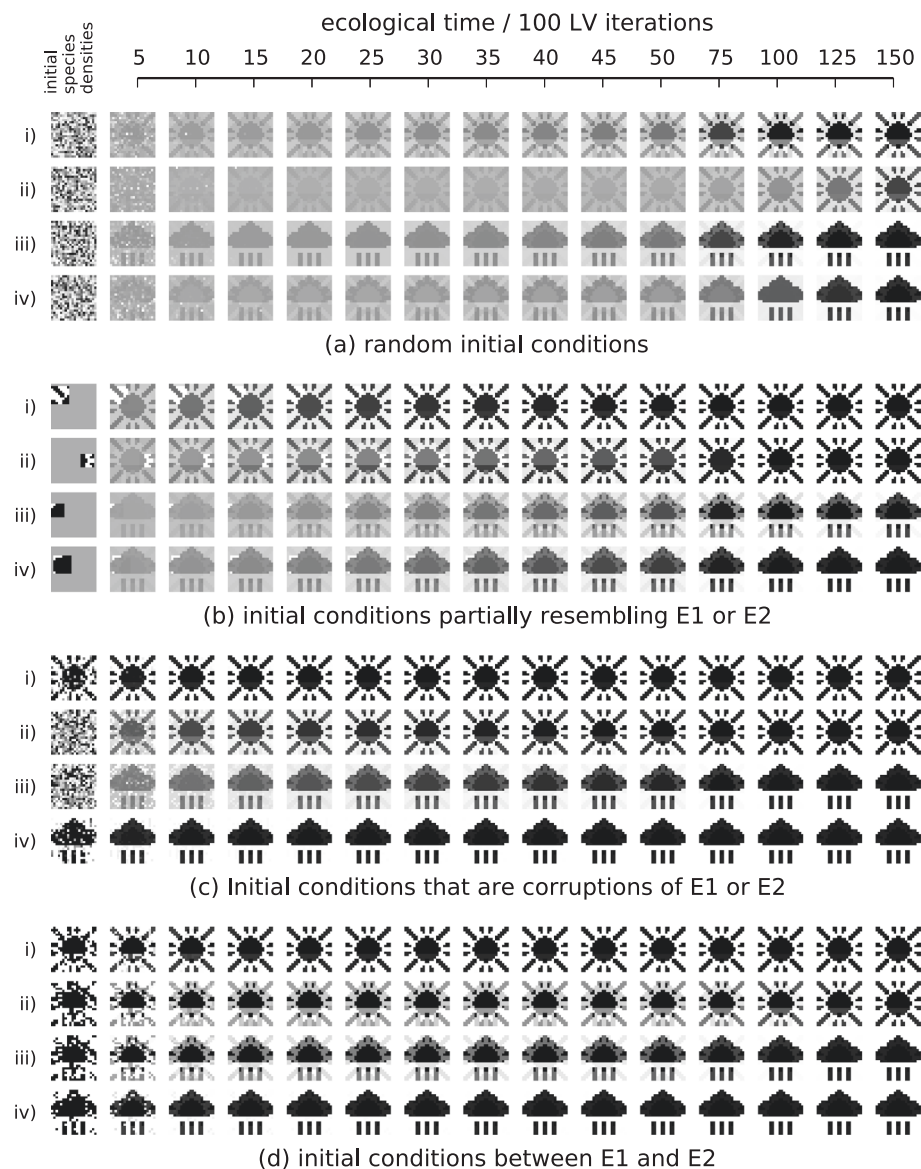 ecological time / 100 LV iterations
initial
species
densities
5 10 15 20 25 30 35 40 45 50 75 100 125 150
i)
ii)
iii)
iv)
(a) random initial conditions
i)
ii)
iii)
iv)
(b) initial conditions partially resembling E1 or E2
i)
ii)
iii)
iv)
(c) Initial conditions that are corruptions of E1 or E2
i)
ii)
iii)
iv)
(d) initial conditions between E1 and E2